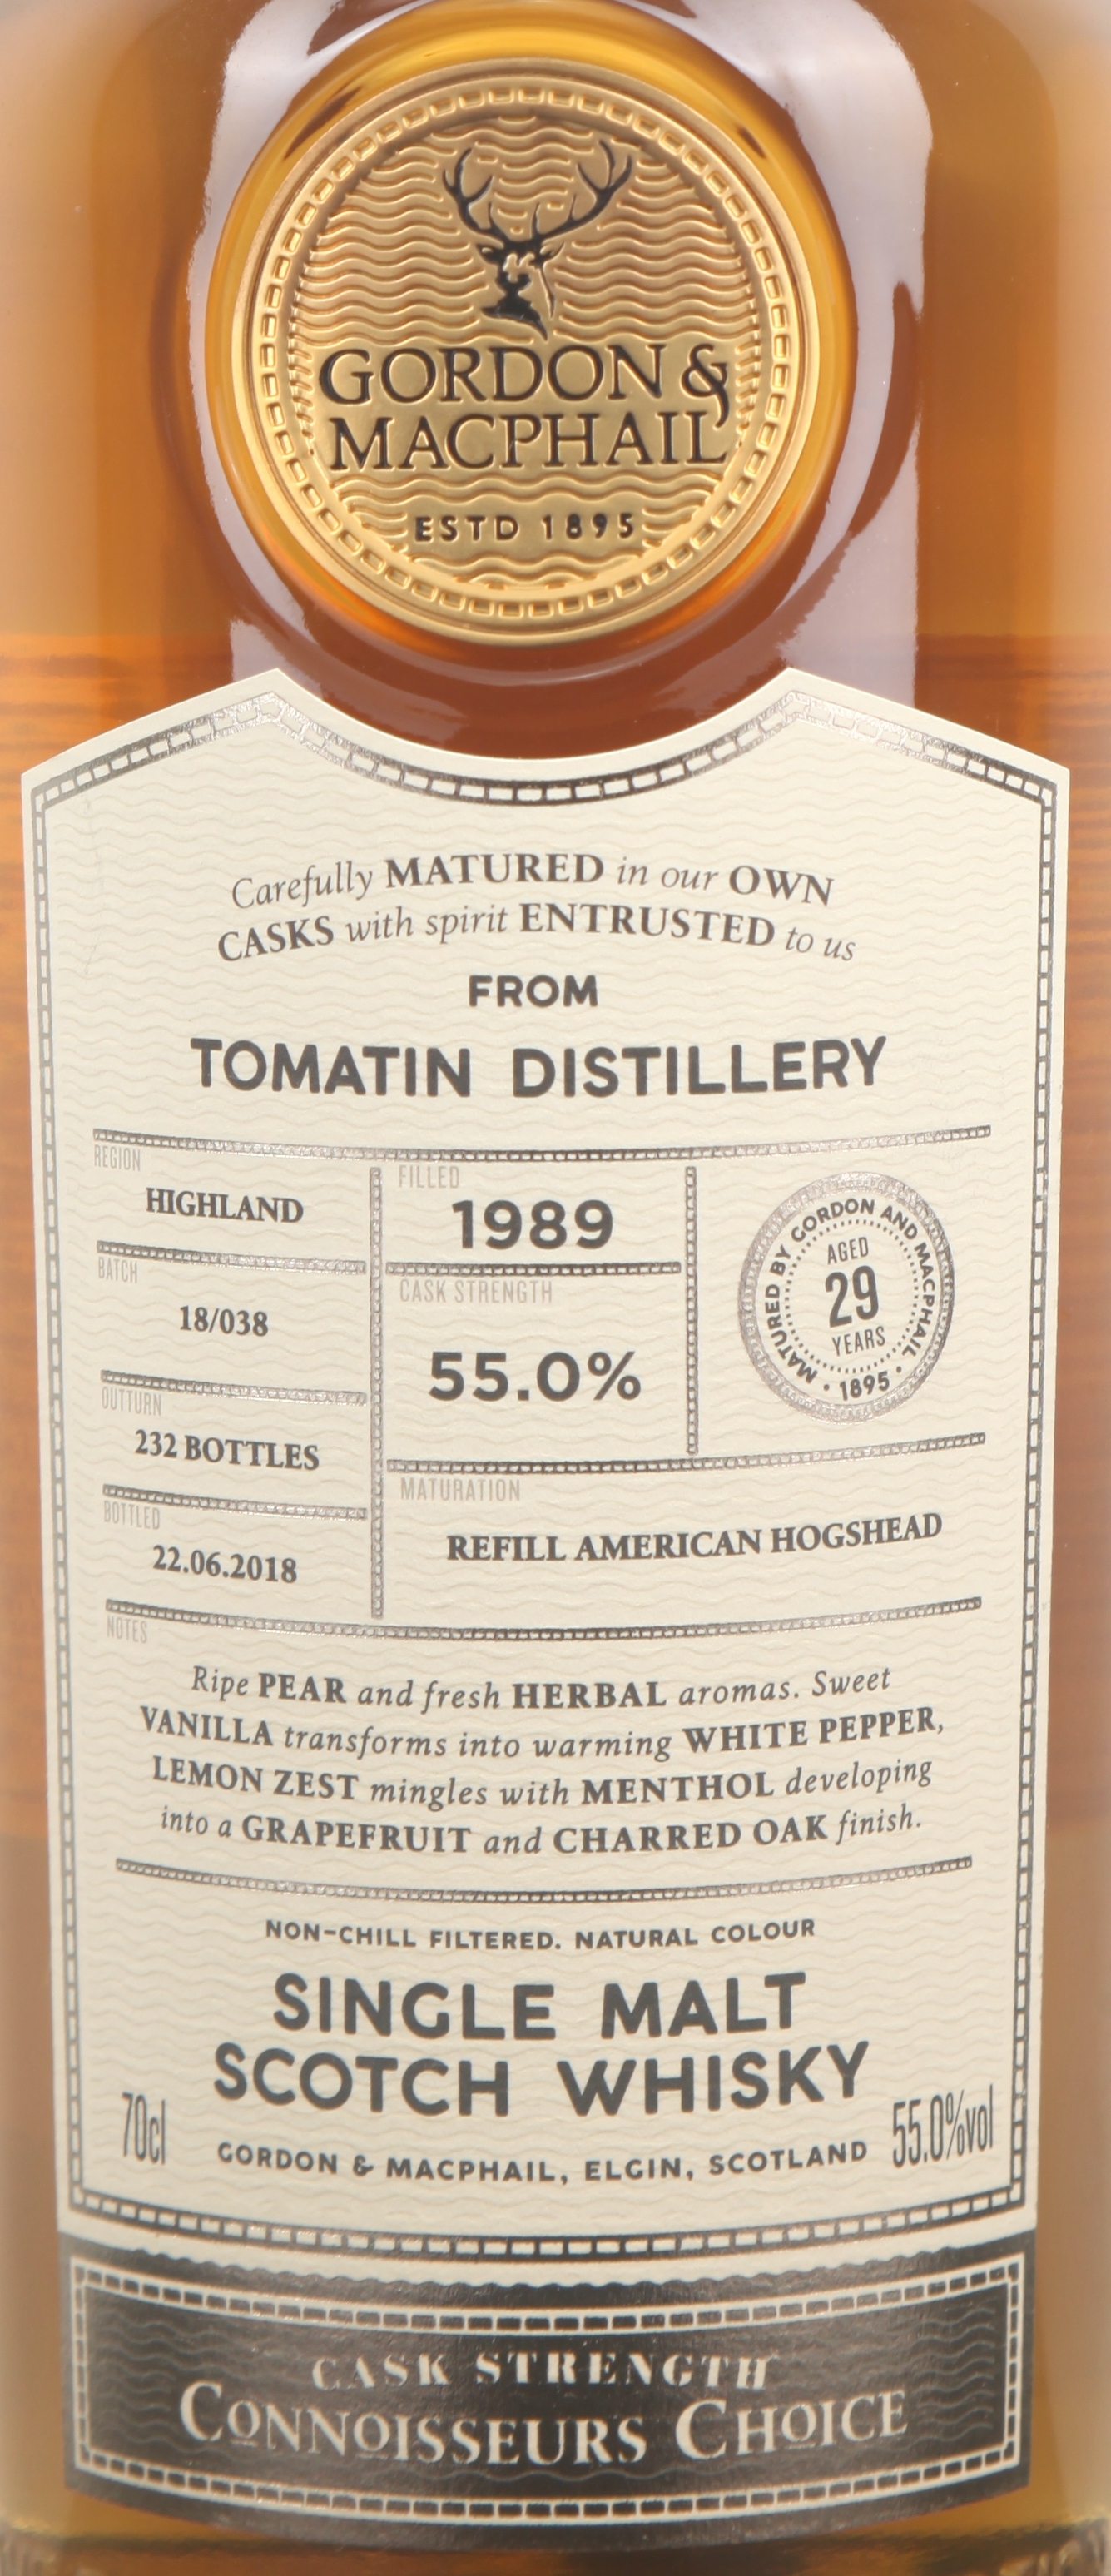 GORDON &
MACPHAIL
ESTD 1895
Carefully MATURED in our OWN
CASKS with spirit ENTRUSTED to us
FROM
TOMATIN DISTILLERY
REGION
HIGHLAND
BATCH
18/038
OUTTURN
232 BOTTLES
BOTTLED
22.06.2018
FILLED
1989
CASK STRENGTH
55.0%
MATURED BY GORDON AND MACPHAIL
AGED
29
YEARS
• 1895 •
MATURATION
REFILL AMERICAN HOGSHEAD
NOTES
Ripe PEAR and fresh HERBAL aromas. Sweet
VANILLA transforms into warming WHITE PEPPER,
LEMON ZEST mingles with MENTHOL developing
into a GRAPEFRUIT and CHARRED OAK finish.
NON-CHILL FILTERED. NATURAL COLOUR
SINGLE MALT
SCOTCH WHISKY
70cl
GORDON & MACPHAIL, ELGIN, SCOTLAND
55.0%vol
CASK STRENGTH
CONNOISSEURS CHOICE